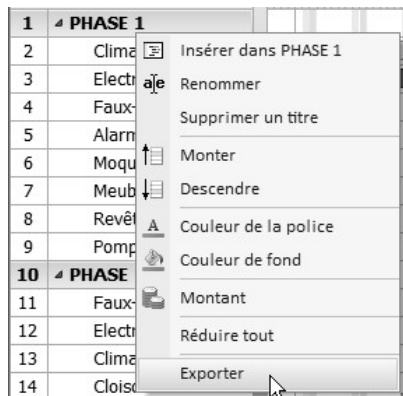 1 PHASE 1
2 Clima
3 Electr
4 Faux-
5 Alarm
6 Moqu
7 Meub
8 Revêt
9 Pomp
10 PHASE
11 Faux-
12 Electr
13 Clima
14 Cloiso
Insérer dans PHASE 1
Renommer
Supprimer un titre
Monter
Descendre
Couleur de la police
Couleur de fond
Montant
Réduire tout
Exporter